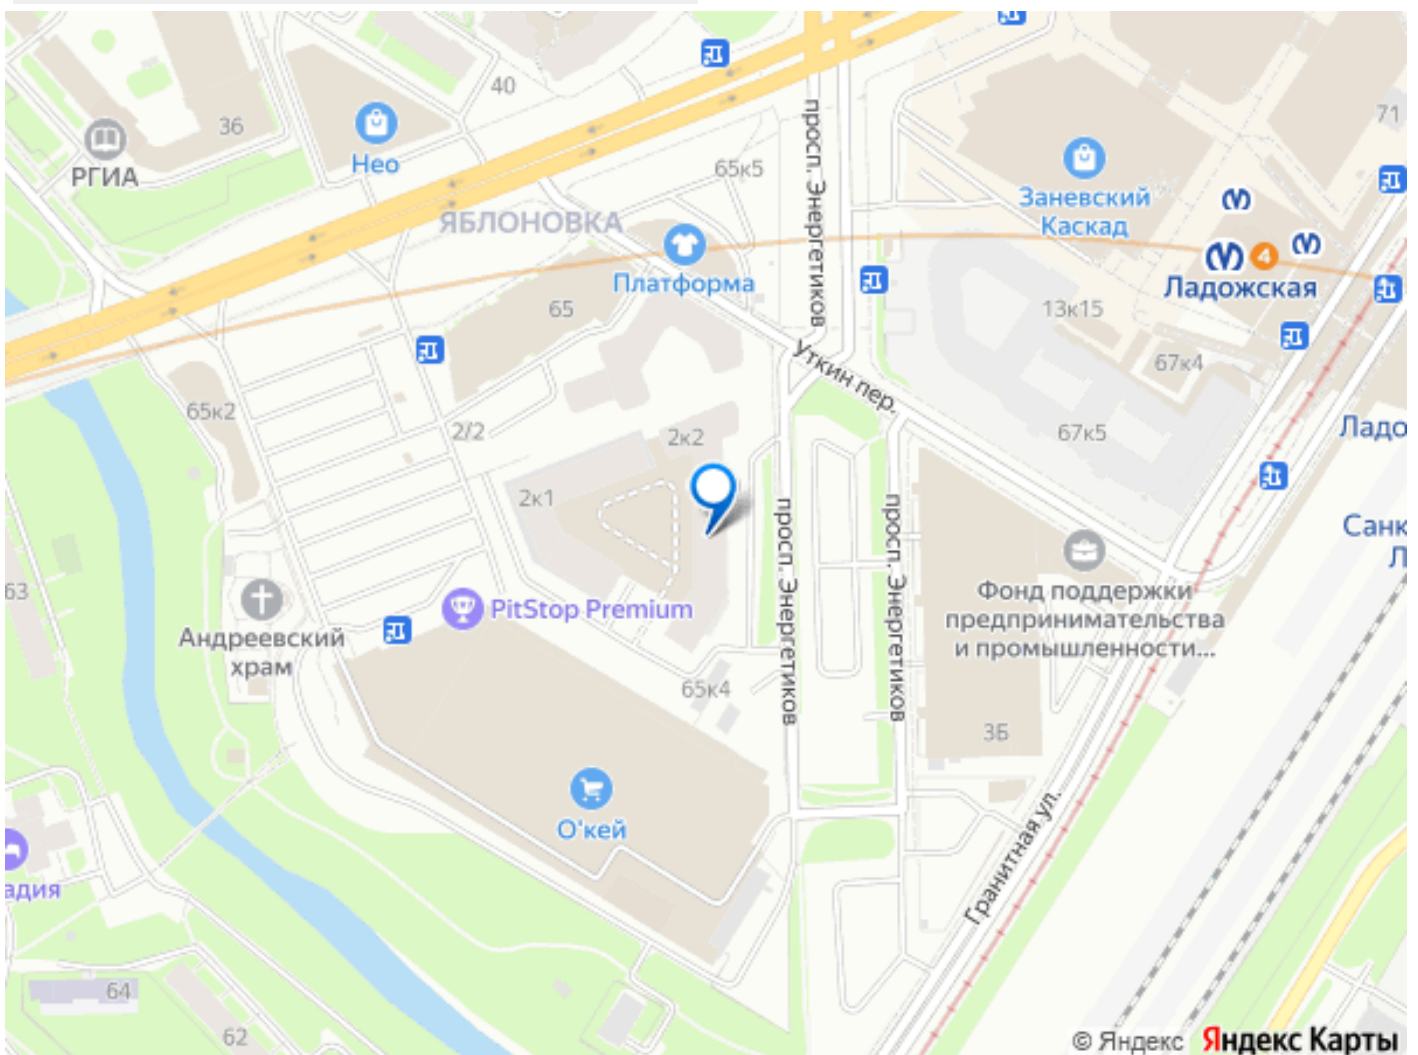 40
36
71
РГИА
Нео
65к5
просп. Энергетиков
Заневский
Каскад
ЯБЛОНОВКА
Платформа
4
Ладожская
65
13к15
Уткин пер.
67к4
65к2
2/2
2к2
67к5
Ладо
2к1
просп. Энергетиков
просп. Энергетиков
Санк
Л
63
PitStop Premium
Фонд поддержки
предпринимательства
и промышленности...
Андреевский
храм
65к4
3Б
О'кей
Гранитная ул.
адия
64
62
© Яндекс Яндекс Карты